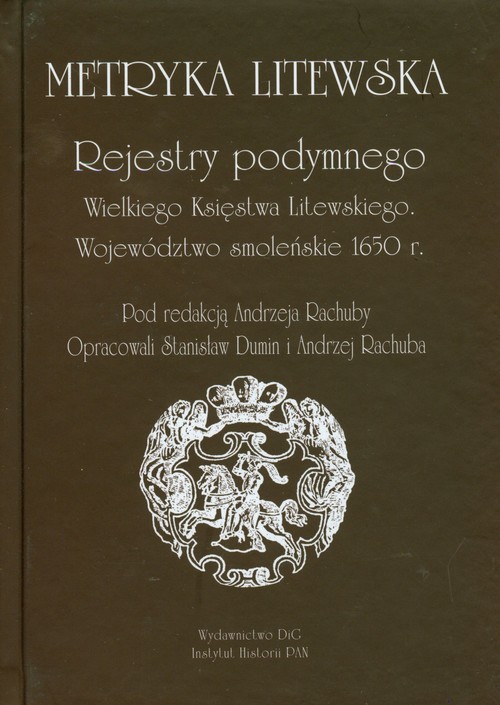 METRYKA LITEWSKA
Rejestry podymnego
Wielkiego Księstwa Litewskiego.
Województwo smoleńskie 1650 r.
Pod redakcją Andrzeja Rachuby
Opracowali Stanisław Dumin i Andrzej Rachuba
Wydawnictwo DiG
Instytut Historii PAN